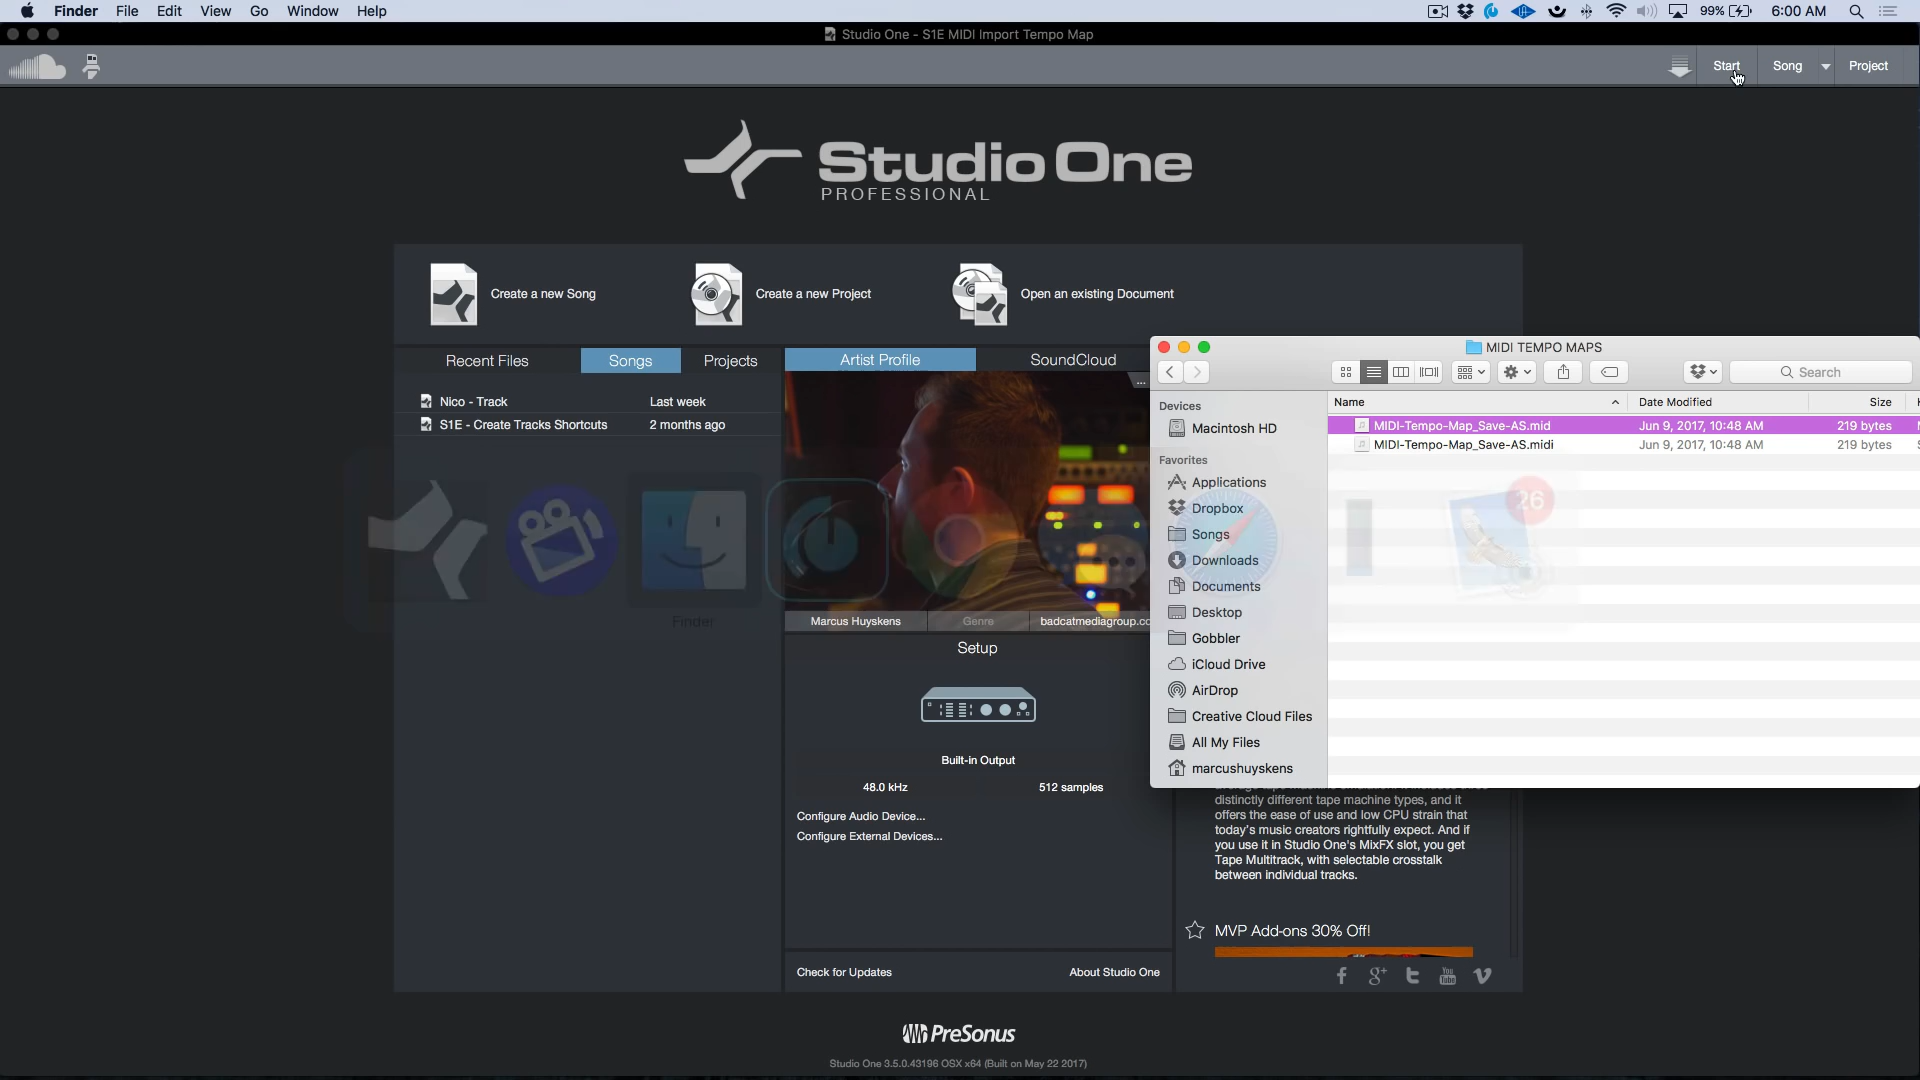 Finder File Edit View Go Window Help
99% 6:00 AM
Studio One - S1E MIDI Import Tempo Map
Start Song Project
Studio One
PROFESSIONAL
Create a new Song
Create a new Project
Open an existing Document
Recent Files Songs Projects
Nico - Track Last week
S1E - Create Tracks Shortcuts 2 months ago
Artist Profile SoundCloud
...
Marcus Huyskens Genre badcatmediagroup.co
Finder
Setup
Built-in Output
48.0 kHz 512 samples
Configure Audio Device...
Configure External Devices...
Check for Updates About Studio One
MIDI TEMPO MAPS
Search
Devices
Macintosh HD
Favorites
Applications
Dropbox
Songs
Downloads
Documents
Desktop
Gobbler
iCloud Drive
AirDrop
Creative Cloud Files
All My Files
marcushuyskens
Name Date Modified Size
MIDI-Tempo-Map_Save-AS.mid Jun 9, 2017, 10:48 AM 219 bytes
MIDI-Tempo-Map_Save-AS.midi Jun 9, 2017, 10:48 AM 219 bytes
26
distinctly different tape machine types, and it
offers the ease of use and low CPU strain that
today's music creators rightfully expect. And if
you use it in Studio One's MixFX slot, you get
Tape Multitrack, with selectable crosstalk
between individual tracks.
MVP Add-ons 30% Off!
PreSonus
Studio One 3.5.0.43196 OSX x64 (Built on May 22 2017)